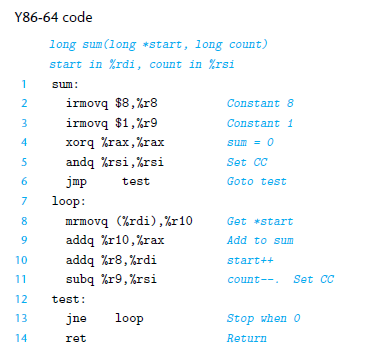 Y86-64 code
long sum(long *start, long count)
start in %rdi, count in %rsi
1 sum:
2 irmovq $8,%r8 Constant 8
3 irmovq $1,%r9 Constant 1
4 xorq %rax,%rax sum = 0
5 andq %rsi,%rsi Set CC
6 jmp test Goto test
7 loop:
8 mrmovq (%rdi),%r10 Get *start
9 addq %r10,%rax Add to sum
10 addq %r8,%rdi start++
11 subq %r9,%rsi count--. Set CC
12 test:
13 jne loop Stop when 0
14 ret Return